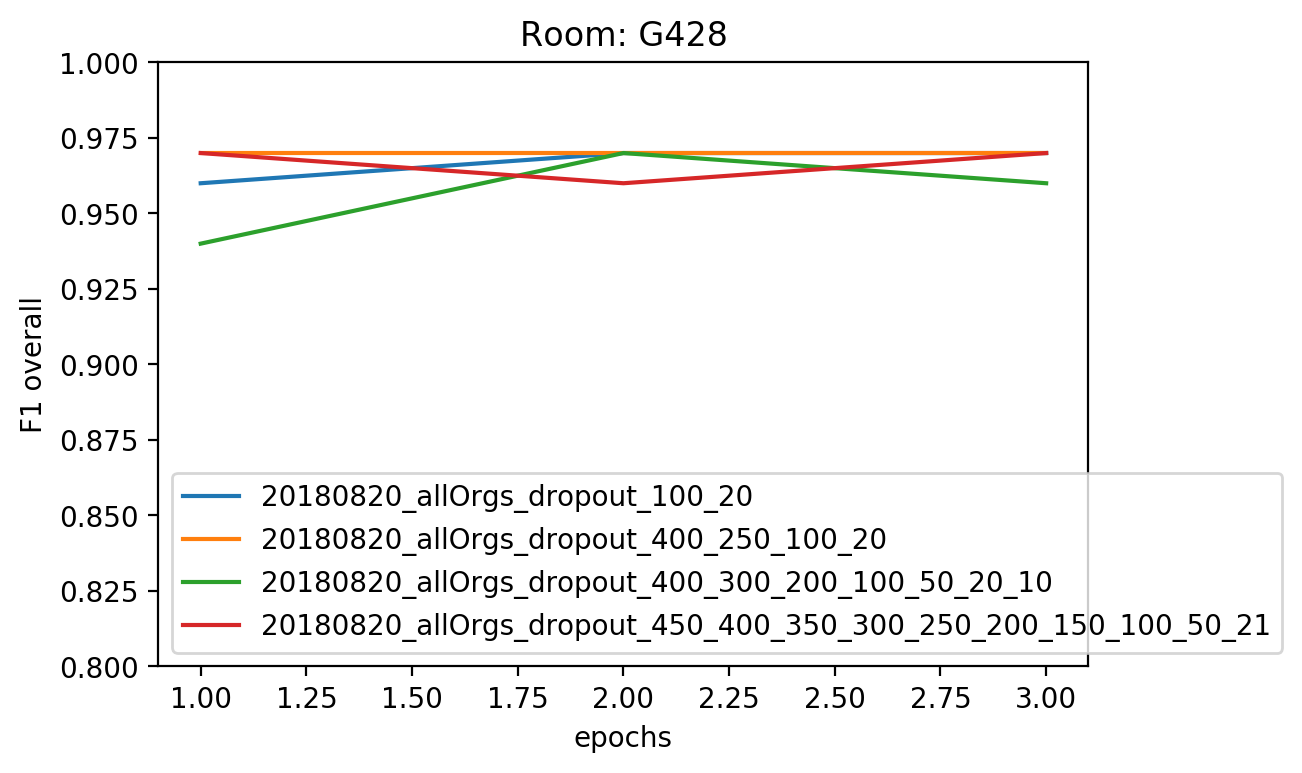 Room: G428
1.000
0.975
0.950
0.925
0.900
0.875
0.850
0.825
0.800
F1 overall
20180820_allOrgs_dropout_100_20
20180820_allOrgs_dropout_400_250_100_20
20180820_allOrgs_dropout_400_300_200_100_50_20_10
20180820_allOrgs_dropout_450_400_350_300_250_200_150_100_50_21
1.00 1.25 1.50 1.75 2.00 2.25 2.50 2.75 3.00
epochs